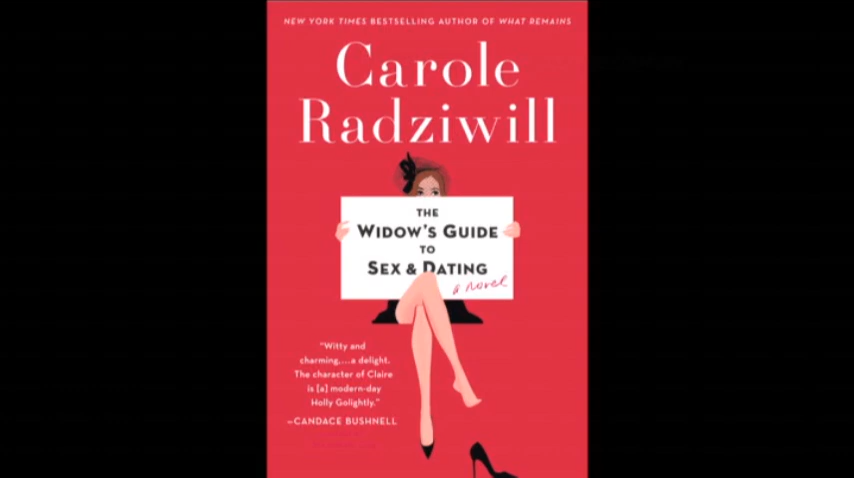 NEW YORK TIMES BESTSELLING AUTHOR OF WHAT REMAINS
Carole
Radziwill
THE
WIDOW'S GUIDE
TO
SEX & DATING
a novel
"Witty and
charming,...a delight.
The character of Claire
is [a] modern-day
Holly Golightly."
—CANDACE BUSHNELL